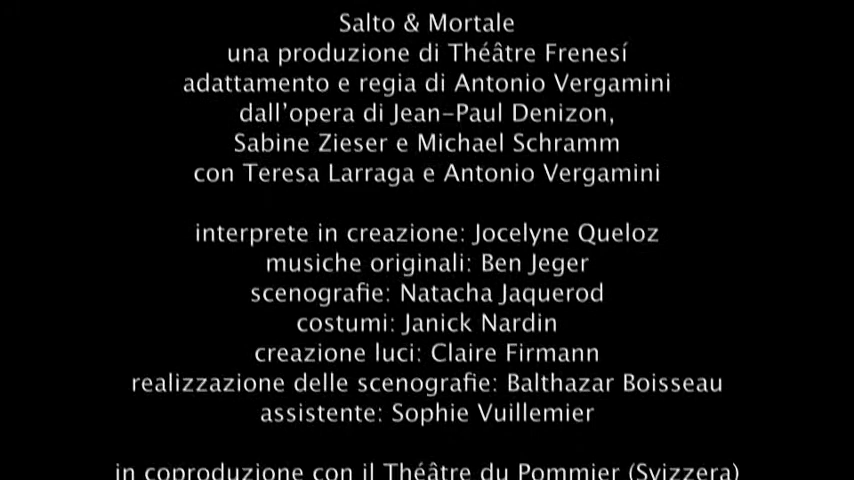 Salto & Mortale
una produzione di Théâtre Frenesí
adattamento e regia di Antonio Vergamini
dall'opera di Jean-Paul Denizon,
Sabine Zieser e Michael Schramm
con Teresa Larraga e Antonio Vergamini
interprete in creazione: Jocelyne Queloz
musiche originali: Ben Jeger
scenografie: Natacha Jaquerod
costumi: Janick Nardin
creazione luci: Claire Firmann
realizzazione delle scenografie: Balthazar Boisseau
assistente: Sophie Vuillemier
in coproduzione con il Théâtre du Pommier (Svizzera)